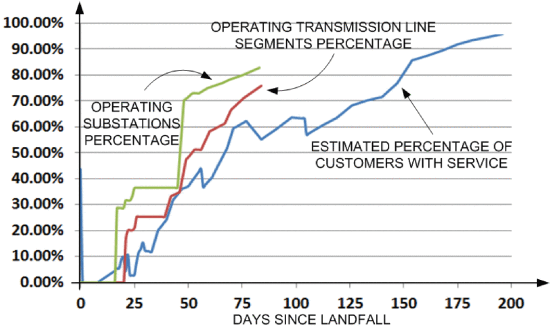 100.00%
90.00%
80.00%
70.00%
60.00%
50.00%
40.00%
30.00%
20.00%
10.00%
0.00%
OPERATING TRANSMISSION LINE
SEGMENTS PERCENTAGE
OPERATING
SUBSTATIONS
PERCENTAGE
ESTIMATED PERCENTAGE OF
CUSTOMERS WITH SERVICE
0 25 50 75 100 125 150 175 200
DAYS SINCE LANDFALL